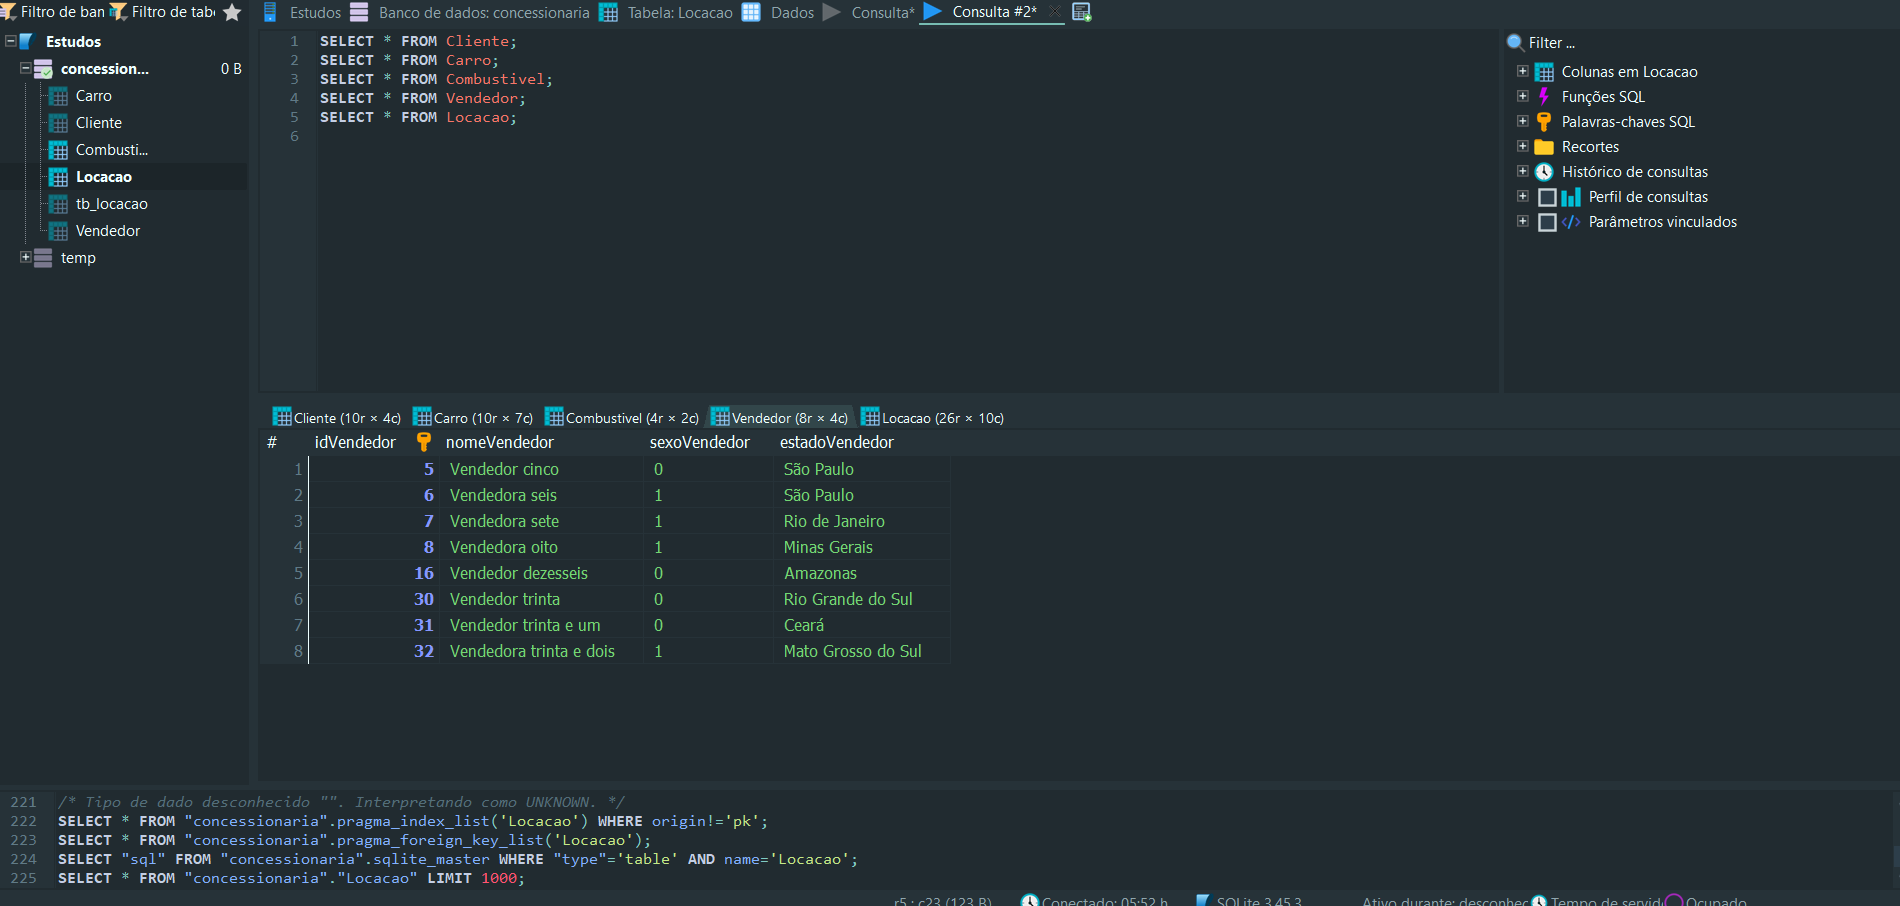 Filtro de ban Filtro de tab
Estudos
concession... 0 B
Carro
Cliente
Combusti...
Locacao
tb_locacao
Vendedor
temp
Estudos Banco de dados: concessionaria Tabela: Locacao Dados Consulta* Consulta #2*
1 SELECT * FROM Cliente;
2 SELECT * FROM Carro;
3 SELECT * FROM Combustivel;
4 SELECT * FROM Vendedor;
5 SELECT * FROM Locacao;
6
Filter ...
Colunas em Locacao
Funções SQL
Palavras-chaves SQL
Recortes
Histórico de consultas
Perfil de consultas
Parâmetros vinculados
Cliente (10r × 4c) Carro (10r × 7c) Combustivel (4r × 2c) Vendedor (8r × 4c) Locacao (26r × 10c)
# idVendedor nomeVendedor sexoVendedor estadoVendedor
1 5 Vendedor cinco 0 São Paulo
2 6 Vendedora seis 1 São Paulo
3 7 Vendedora sete 1 Rio de Janeiro
4 8 Vendedora oito 1 Minas Gerais
5 16 Vendedor dezesseis 0 Amazonas
6 30 Vendedor trinta 0 Rio Grande do Sul
7 31 Vendedor trinta e um 0 Ceará
8 32 Vendedora trinta e dois 1 Mato Grosso do Sul
221 /* Tipo de dado desconhecido "". Interpretando como UNKNOWN. */
222 SELECT * FROM "concessionaria".pragma_index_list('Locacao') WHERE origin!='pk';
223 SELECT * FROM "concessionaria".pragma_foreign_key_list('Locacao');
224 SELECT "sql" FROM "concessionaria".sqlite_master WHERE "type"='table' AND name='Locacao';
225 SELECT * FROM "concessionaria"."Locacao" LIMIT 1000;
r5 : c23 (123 B) Conectado: 05:52 h SQLite 3.45.3 Ativo durante: desconhec Tempo de servid Ocupado